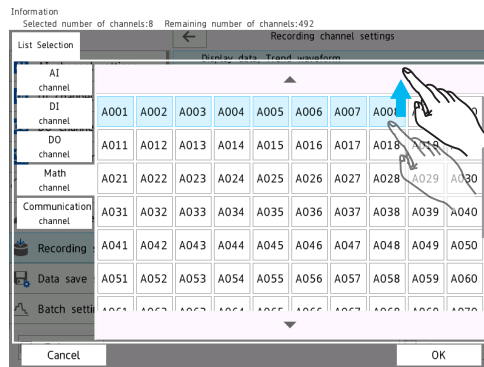 Information
Selected number of channels:8 Remaining number of channels:492
Recording channel settings
List Selection
Display data Trend waveform
AI
channel
DI
channel
DO
channel
Math
channel
Communication
channel
A001 A002 A003 A004 A005 A006 A007 A008
A011 A012 A013 A014 A015 A016 A017 A018 A019
A021 A022 A023 A024 A025 A026 A027 A028 A029 A030
A031 A032 A033 A034 A035 A036 A037 A038 A039 A040
Recording
A041 A042 A043 A044 A045 A046 A047 A048 A049 A050
Data save
A051 A052 A053 A054 A055 A056 A057 A058 A059 A060
Batch setti
Cancel
OK